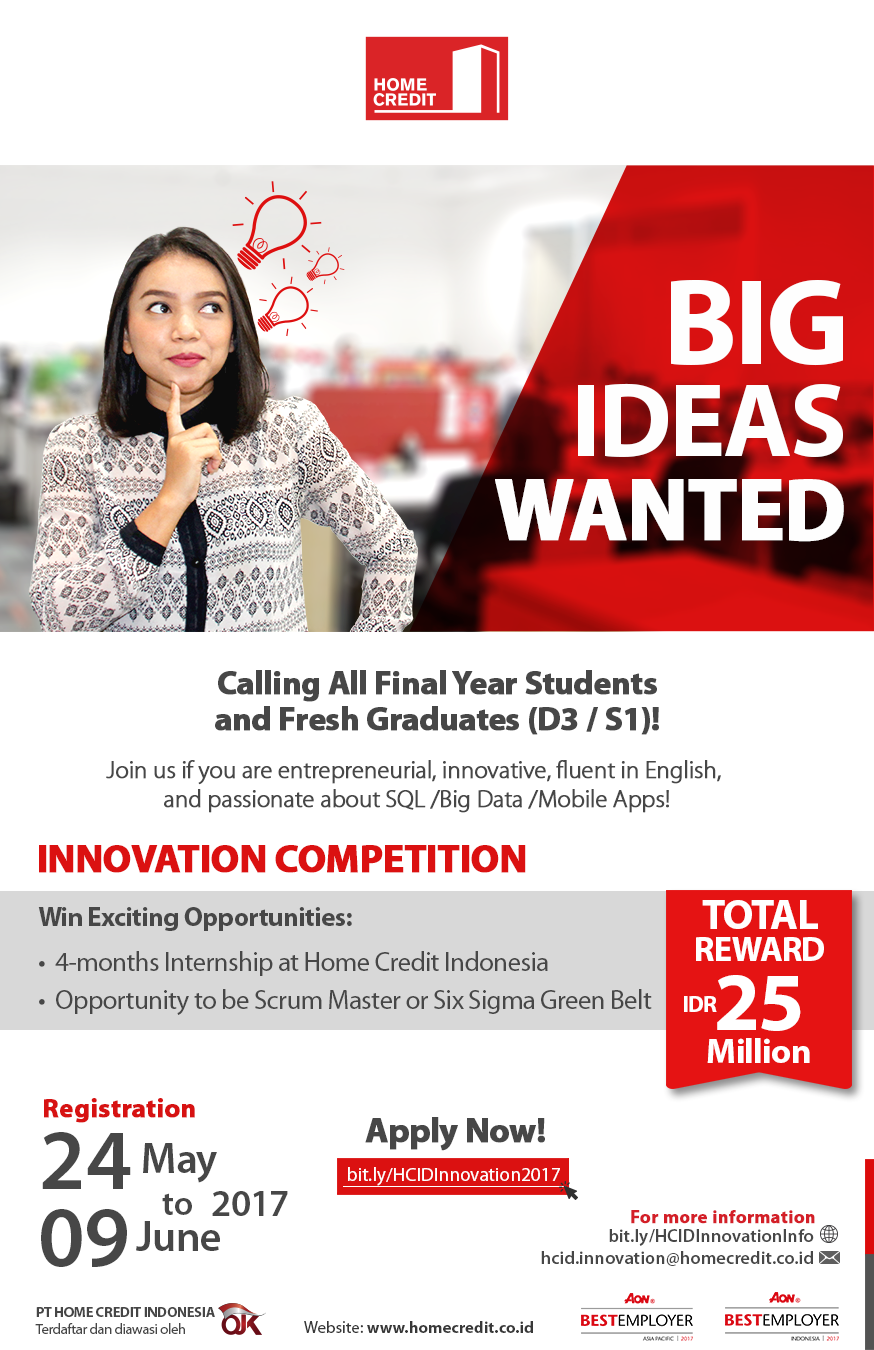 HOME
CREDIT
BIG
IDEAS
WANTED
Calling All Final Year Students
and Fresh Graduates (D3 / S1)!
Join us if you are entrepreneurial, innovative, fluent in English,
and passionate about SQL /Big Data /Mobile Apps!
INNOVATION COMPETITION
Win Exciting Opportunities:
• 4-months Internship at Home Credit Indonesia
• Opportunity to be Scrum Master or Six Sigma Green Belt
TOTAL
REWARD
IDR 25
Million
Registration
24 May
to 2017
09 June
Apply Now!
bit.ly/HCIDInnovation2017
For more information
bit.ly/HCIDInnovationInfo
hcid.innovation@homecredit.co.id
PT HOME CREDIT INDONESIA
Terdaftar dan diawasi oleh
OJK
Website: www.homecredit.co.id
AON®
BESTEMPLOYER
ASIA PACIFIC | 2017
AON®
BESTEMPLOYER
INDONESIA | 2017